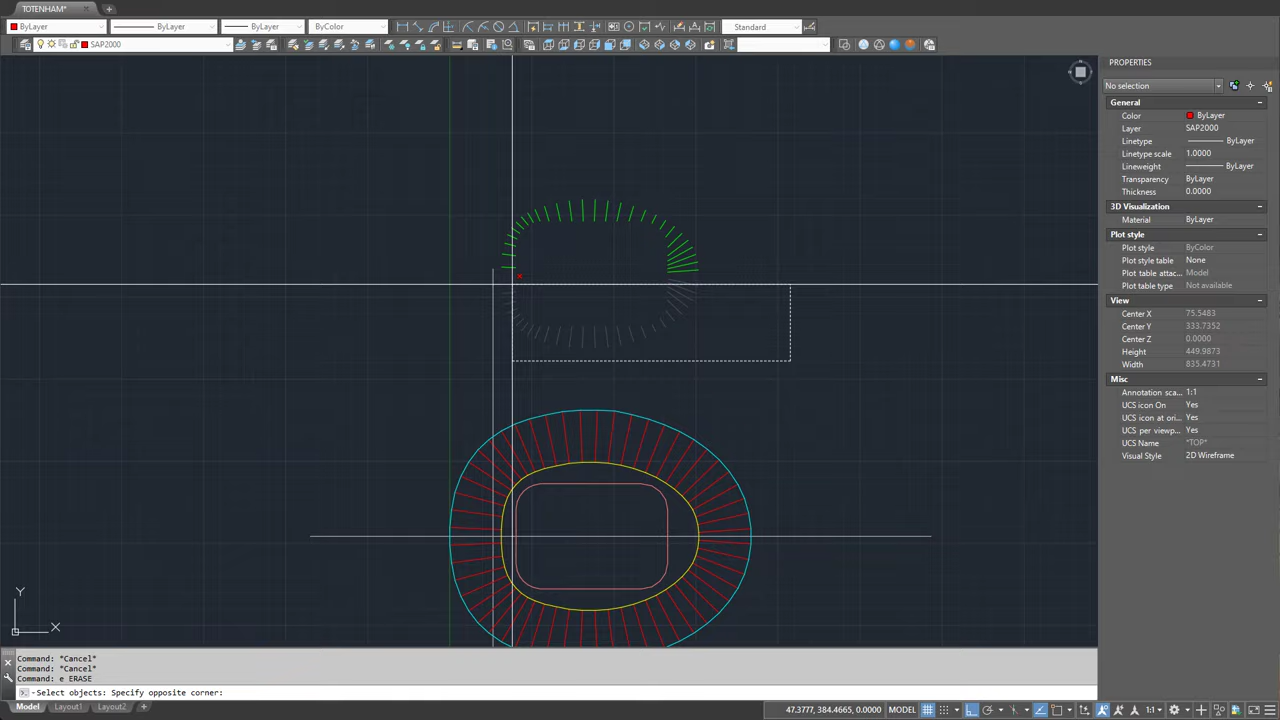 TOTENHAM*
ByLayer
ByLayer
ByLayer
ByColor
Standard
SAP2000
PROPERTIES
No selection
General
Color ByLayer
Layer SAP2000
Linetype ByLayer
Linetype scale 1.0000
Lineweight ByLayer
Transparency ByLayer
Thickness 0.0000
3D Visualization
Material ByLayer
Plot style
Plot style ByColor
Plot style table None
Plot table attac... Model
Plot table type Not available
View
Center X 75.5483
Center Y 333.7352
Center Z 0.0000
Height 449.9873
Width 835.4731
Misc
Annotation sca... 1:1
UCS icon On Yes
UCS icon at ori... Yes
UCS per viewp... Yes
UCS Name *TOP*
Visual Style 2D Wireframe
Y
X
Command: *Cancel*
Command: *Cancel*
Command: e ERASE
Select objects: Specify opposite corner:
Model Layout1 Layout2 +
47.3777, 384.4665, 0.0000 MODEL 1:1